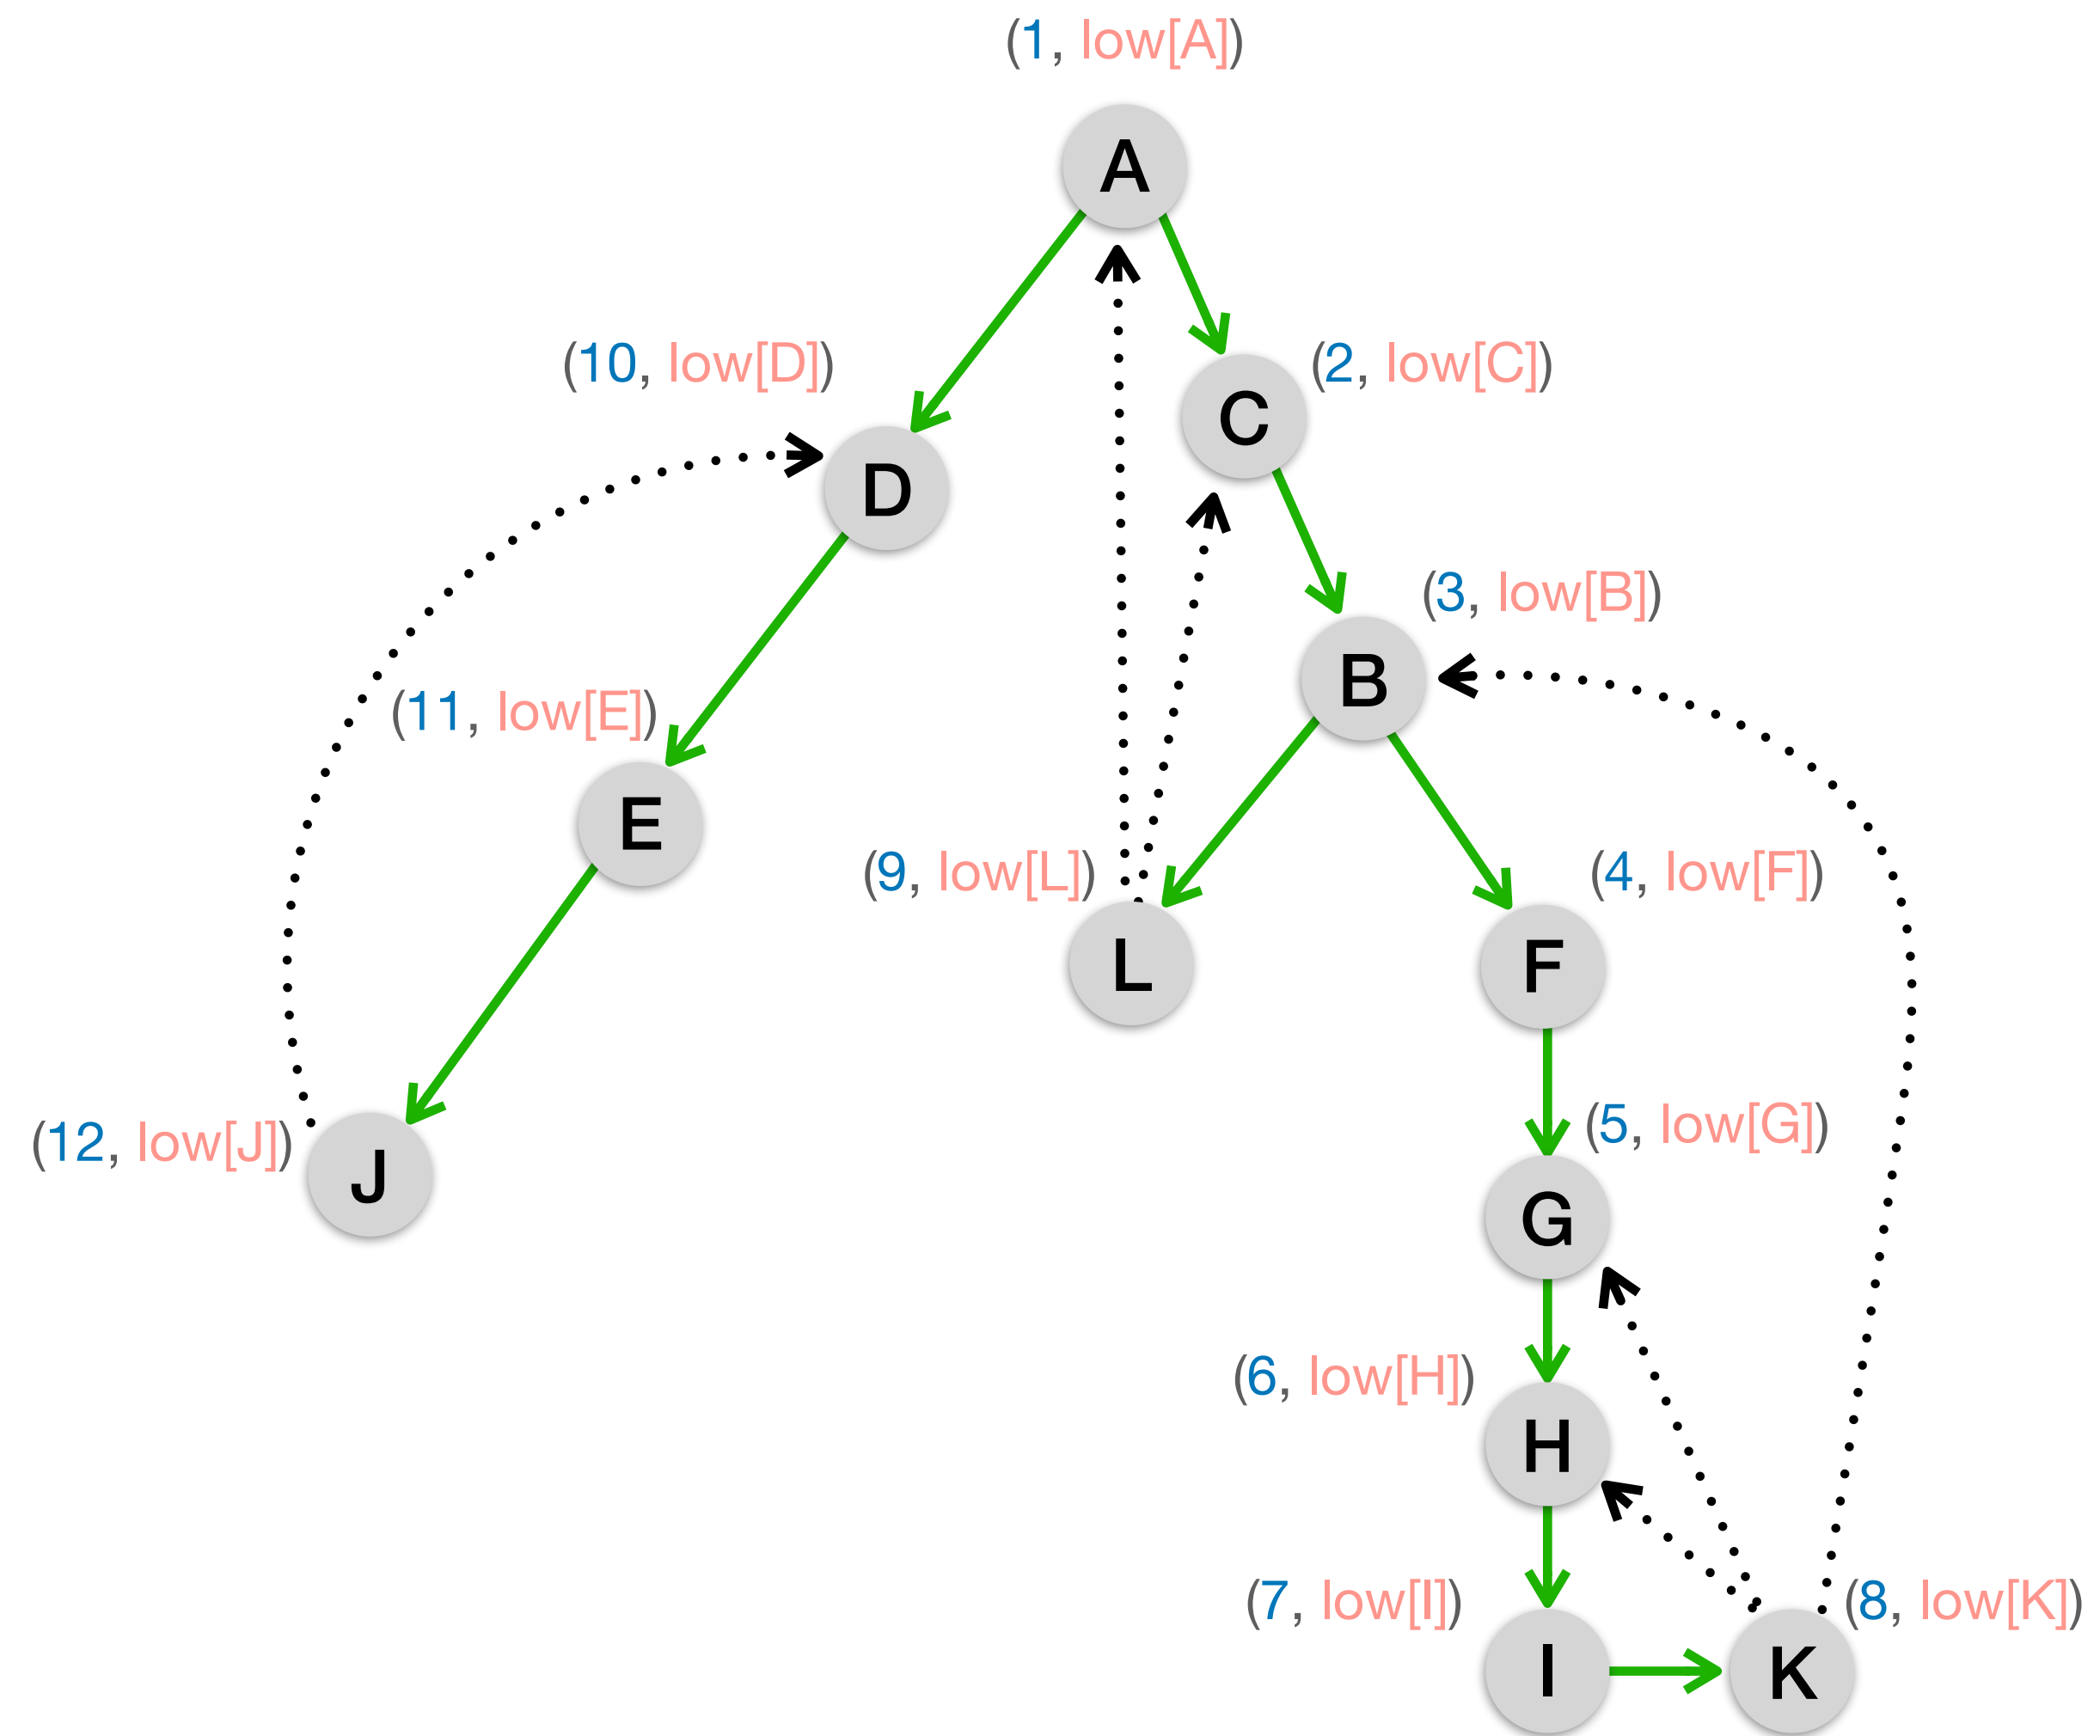 (1, low[A])
A
(10, low[D])
(2, low[C])
C
D
(3, low[B])
B
(11, low[E])
E
(9, low[L])
(4, low[F])
L
F
(12, low[J])
(5, low[G])
J
G
(6, low[H])
H
(7, low[I])
(8, low[K])
I
K